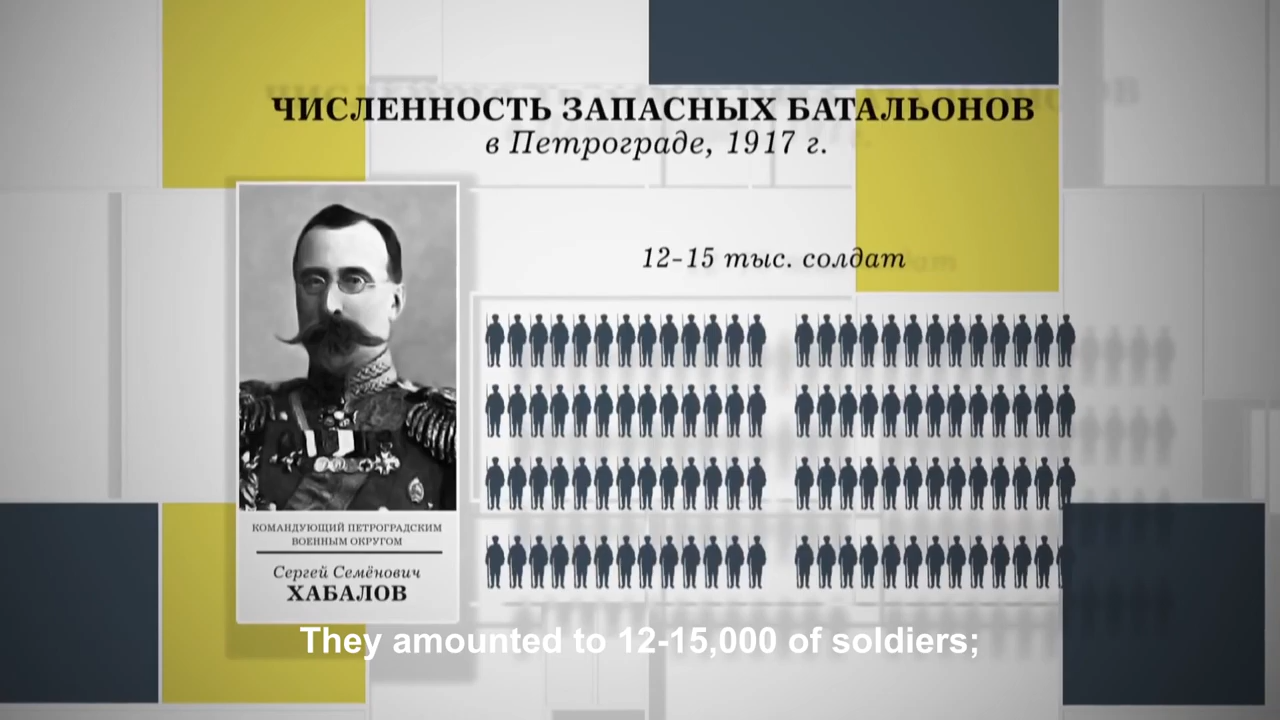 ЧИСЛЕННОСТЬ ЗАПАСНЫХ БАТАЛЬОНОВ
в Петрограде, 1917 г.
12-15 тыс. солдат
КОМАНДУЮЩИЙ ПЕТРОГРАДСКИМ
ВОЕННЫМ ОКРУГОМ
Сергей Семёнович
ХАБАЛОВ
They amounted to 12-15,000 of soldiers;